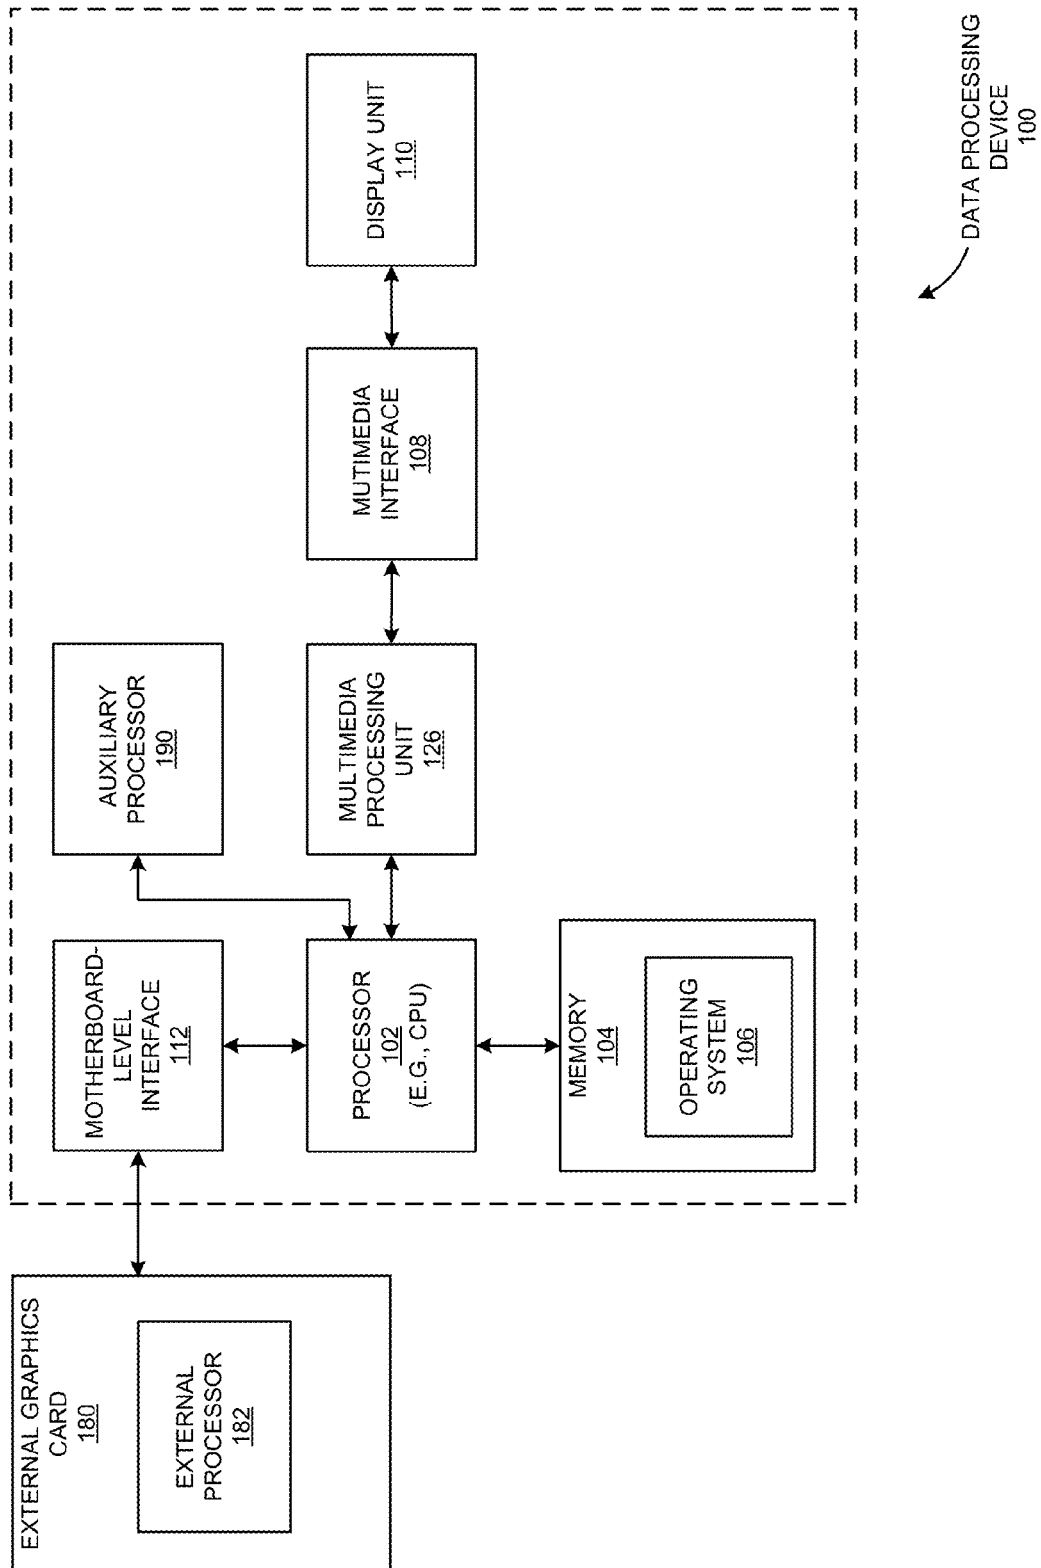 EXTERNAL GRAPHICS
CARD
180
EXTERNAL
PROCESSOR
182
MOTHERBOARD-
LEVEL
INTERFACE
112
AUXILIARY
PROCESSOR
190
PROCESSOR
102
(E.G., CPU)
MULTIMEDIA
PROCESSING
UNIT
126
MUTIMEDIA
INTERFACE
108
DISPLAY UNIT
110
MEMORY
104
OPERATING
SYSTEM
106
DATA PROCESSING
DEVICE
100